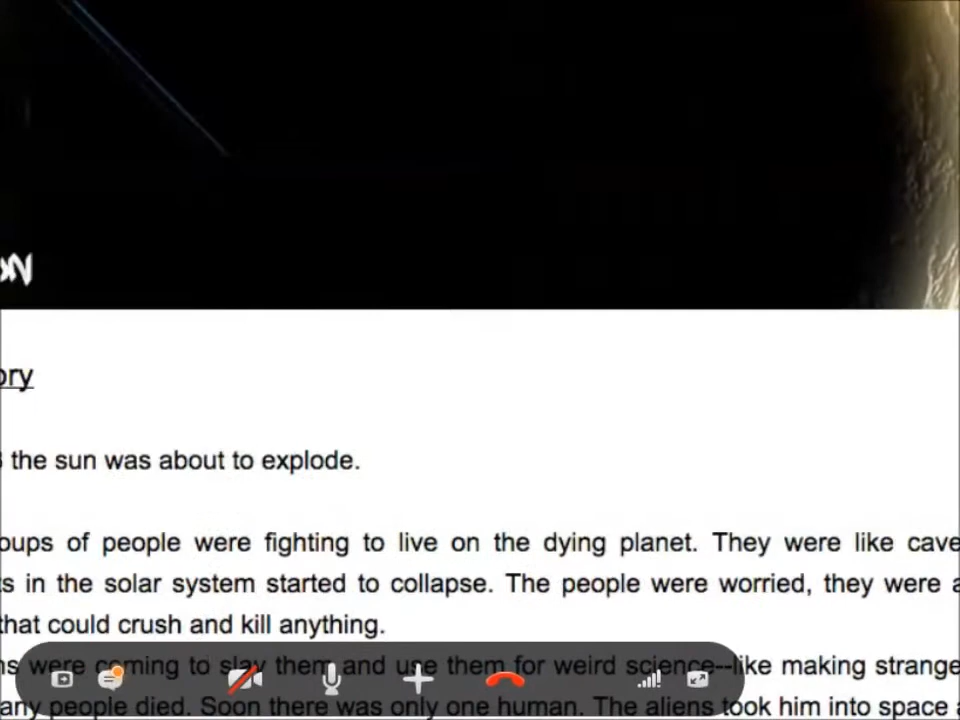 ory
the sun was about to explode.
oups of people were fighting to live on the dying planet. They were like cave
s in the solar system started to collapse. The people were worried, they were a
that could crush and kill anything.
ns were coming to slay them and use them for weird science--like making strange
any people died. Soon there was only one human. The aliens took him into space a